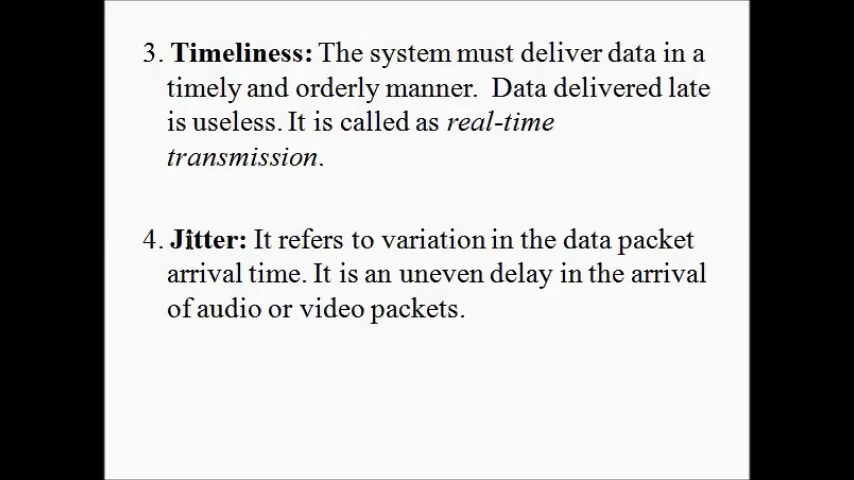 3. Timeliness: The system must deliver data in a
timely and orderly manner.  Data delivered late
is useless. It is called as real-time
transmission.
4. Jitter: It refers to variation in the data packet
arrival time. It is an uneven delay in the arrival
of audio or video packets.